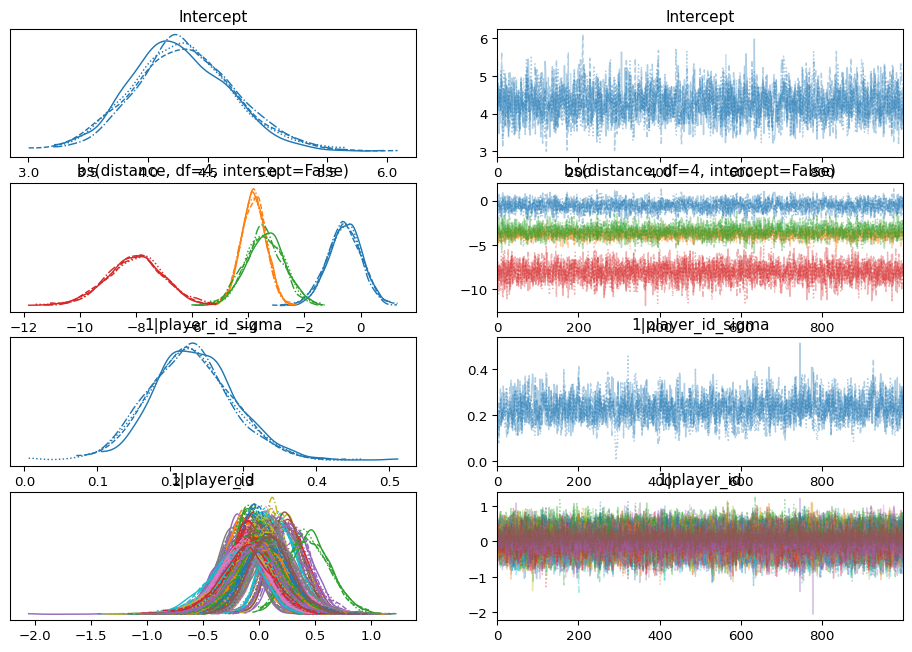 Intercept
Intercept
6
5
4
3
3.0 3.5 4.0 4.5 5.0 5.5 6.0
0 200 400 600 800
bs(distance, df=4, intercept=False)
bs(distance, df=4, intercept=False)
0
−5
−10
−12 −10 −8 −6 −4 −2 0
0 200 400 600 800
1|player_id_sigma
1|player_id_sigma
0.4
0.2
0.0
0.0 0.1 0.2 0.3 0.4 0.5
0 200 400 600 800
1|player_id
1|player_id
1
0
−1
−2
−2.0 −1.5 −1.0 −0.5 0.0 0.5 1.0
0 200 400 600 800